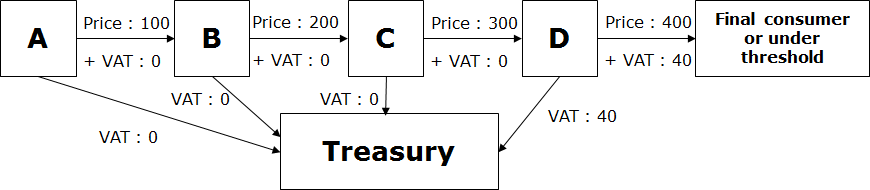 A
Price : 100
+ VAT : 0
B
Price : 200
+ VAT : 0
C
Price : 300
+ VAT : 0
D
Price : 400
+ VAT : 40
Final consumer
or under
threshold
VAT : 0
VAT : 0
VAT : 0
VAT : 40
Treasury